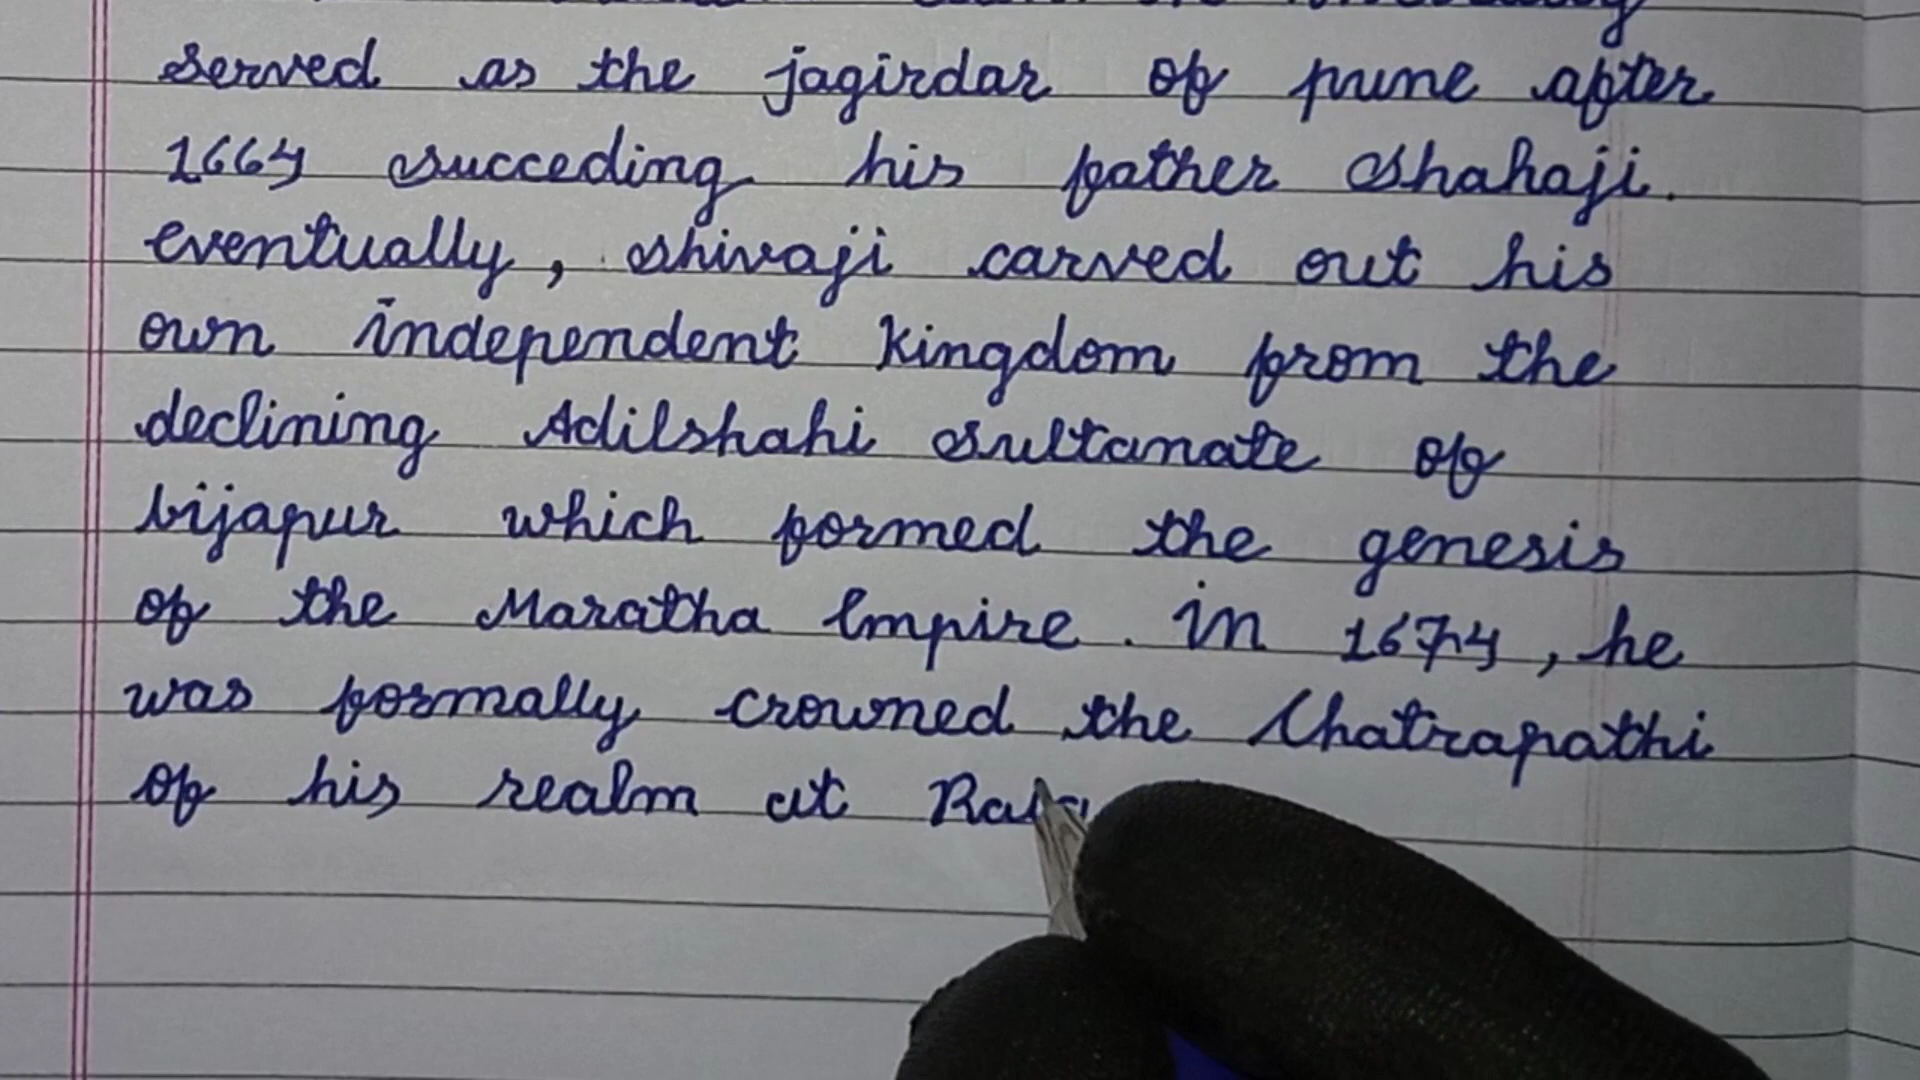 served as the jagirdar of pune after
1664 succeding his father Shahaji.
eventually, shivaji carved out his
own independent kingdom from the
declining Adilshahi Sultanate of
bijapur which formed the genesis
of the Maratha Empire. in 1674, he
was formally crowned the Chatrapathi
of his realm at